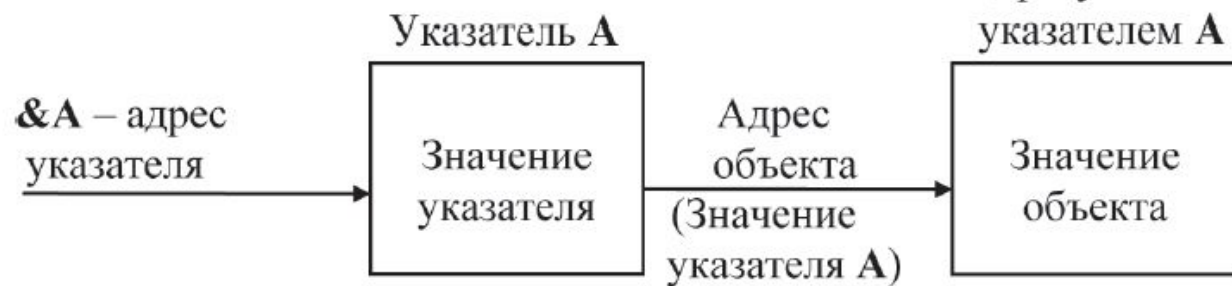 Указатель А
указателем А
&А – адрес
указателя
Значение
указателя
Адрес
объекта
(Значение
указателя А)
Значение
объекта